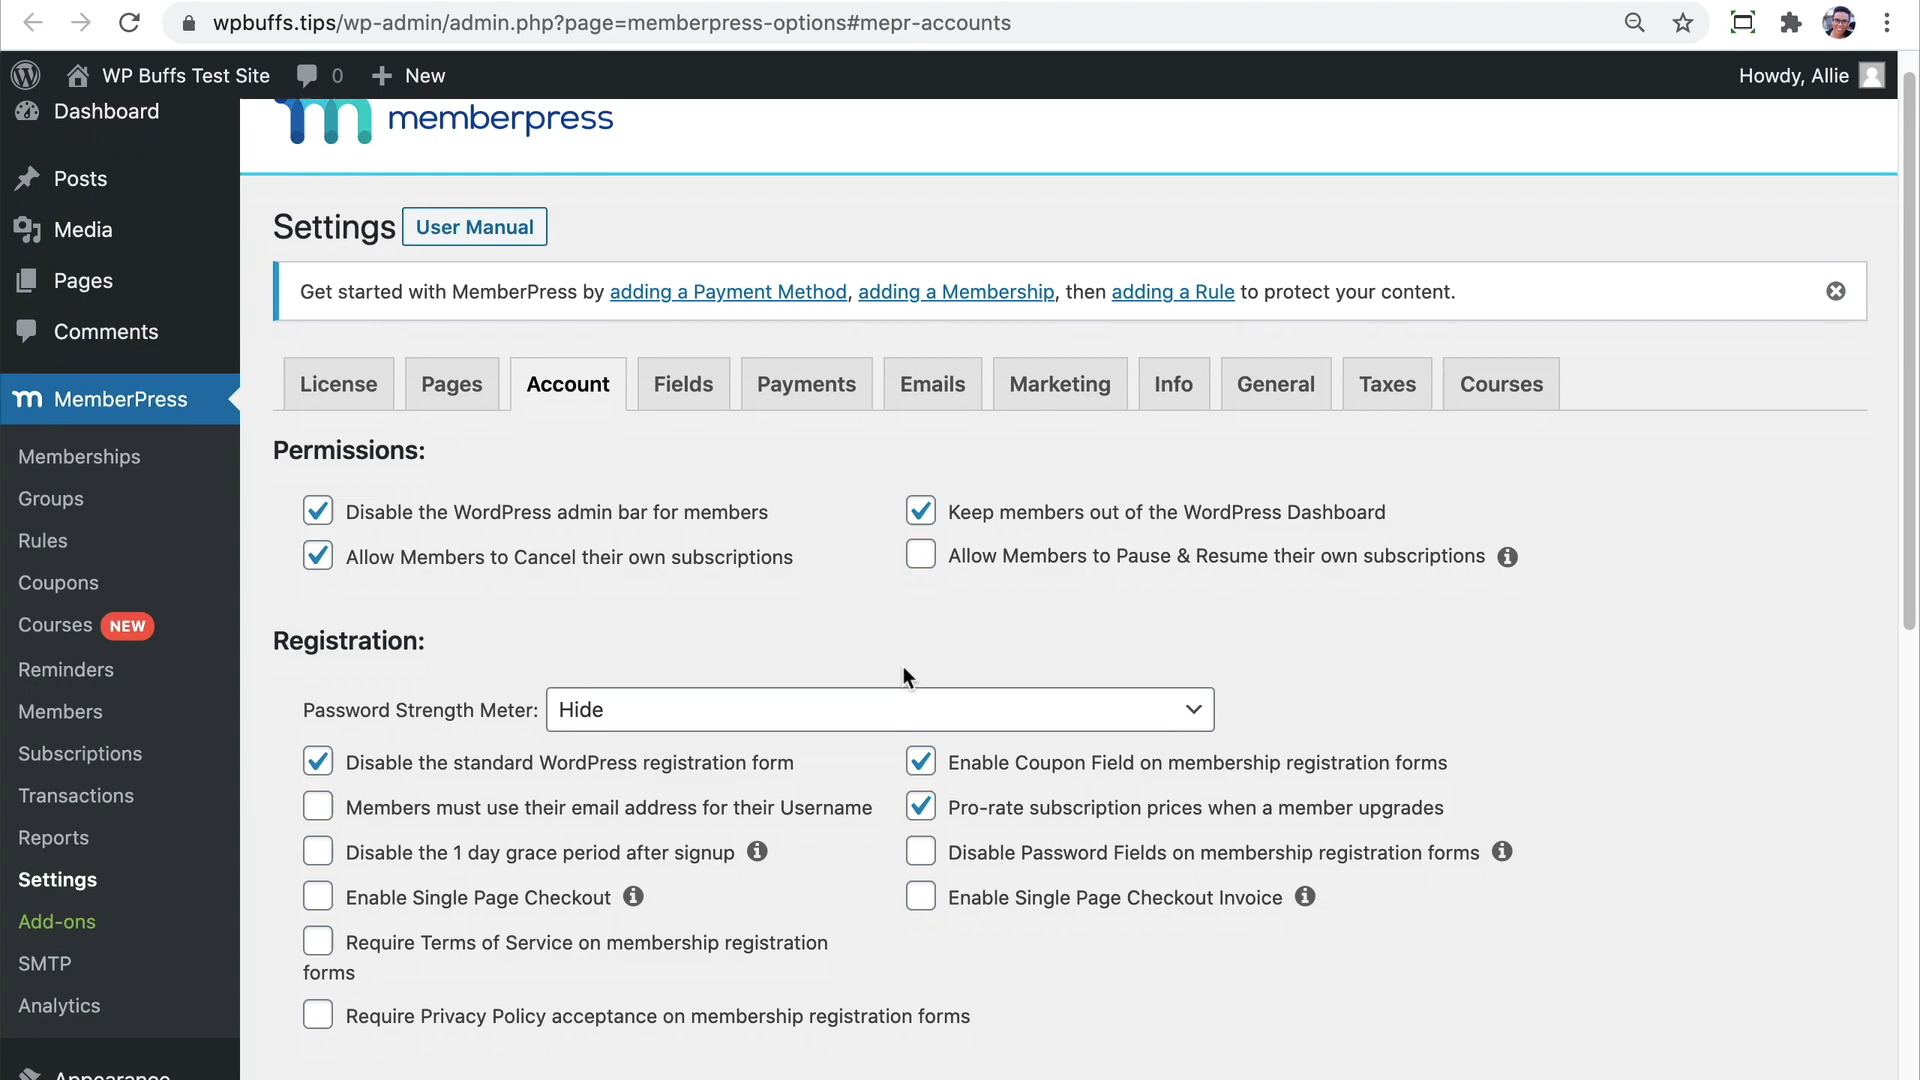 wpbuffs.tips/wp-admin/admin.php?page=memberpress-options#mepr-accounts
WP Buffs Test Site
0
New
Howdy, Allie
Dashboard
Posts
Media
Pages
Comments
MemberPress
Memberships
Groups
Rules
Coupons
Courses NEW
Reminders
Members
Subscriptions
Transactions
Reports
Settings
Add-ons
SMTP
Analytics
Appearance
memberpress
Settings User Manual
Get started with MemberPress by adding a Payment Method, adding a Membership, then adding a Rule to protect your content.
License Pages Account Fields Payments Emails Marketing Info General Taxes Courses
Permissions:
Disable the WordPress admin bar for members
Keep members out of the WordPress Dashboard
Allow Members to Cancel their own subscriptions
Allow Members to Pause & Resume their own subscriptions
Registration:
Password Strength Meter: Hide
Disable the standard WordPress registration form
Enable Coupon Field on membership registration forms
Members must use their email address for their Username
Pro-rate subscription prices when a member upgrades
Disable the 1 day grace period after signup
Disable Password Fields on membership registration forms
Enable Single Page Checkout
Enable Single Page Checkout Invoice
Require Terms of Service on membership registration
forms
Require Privacy Policy acceptance on membership registration forms